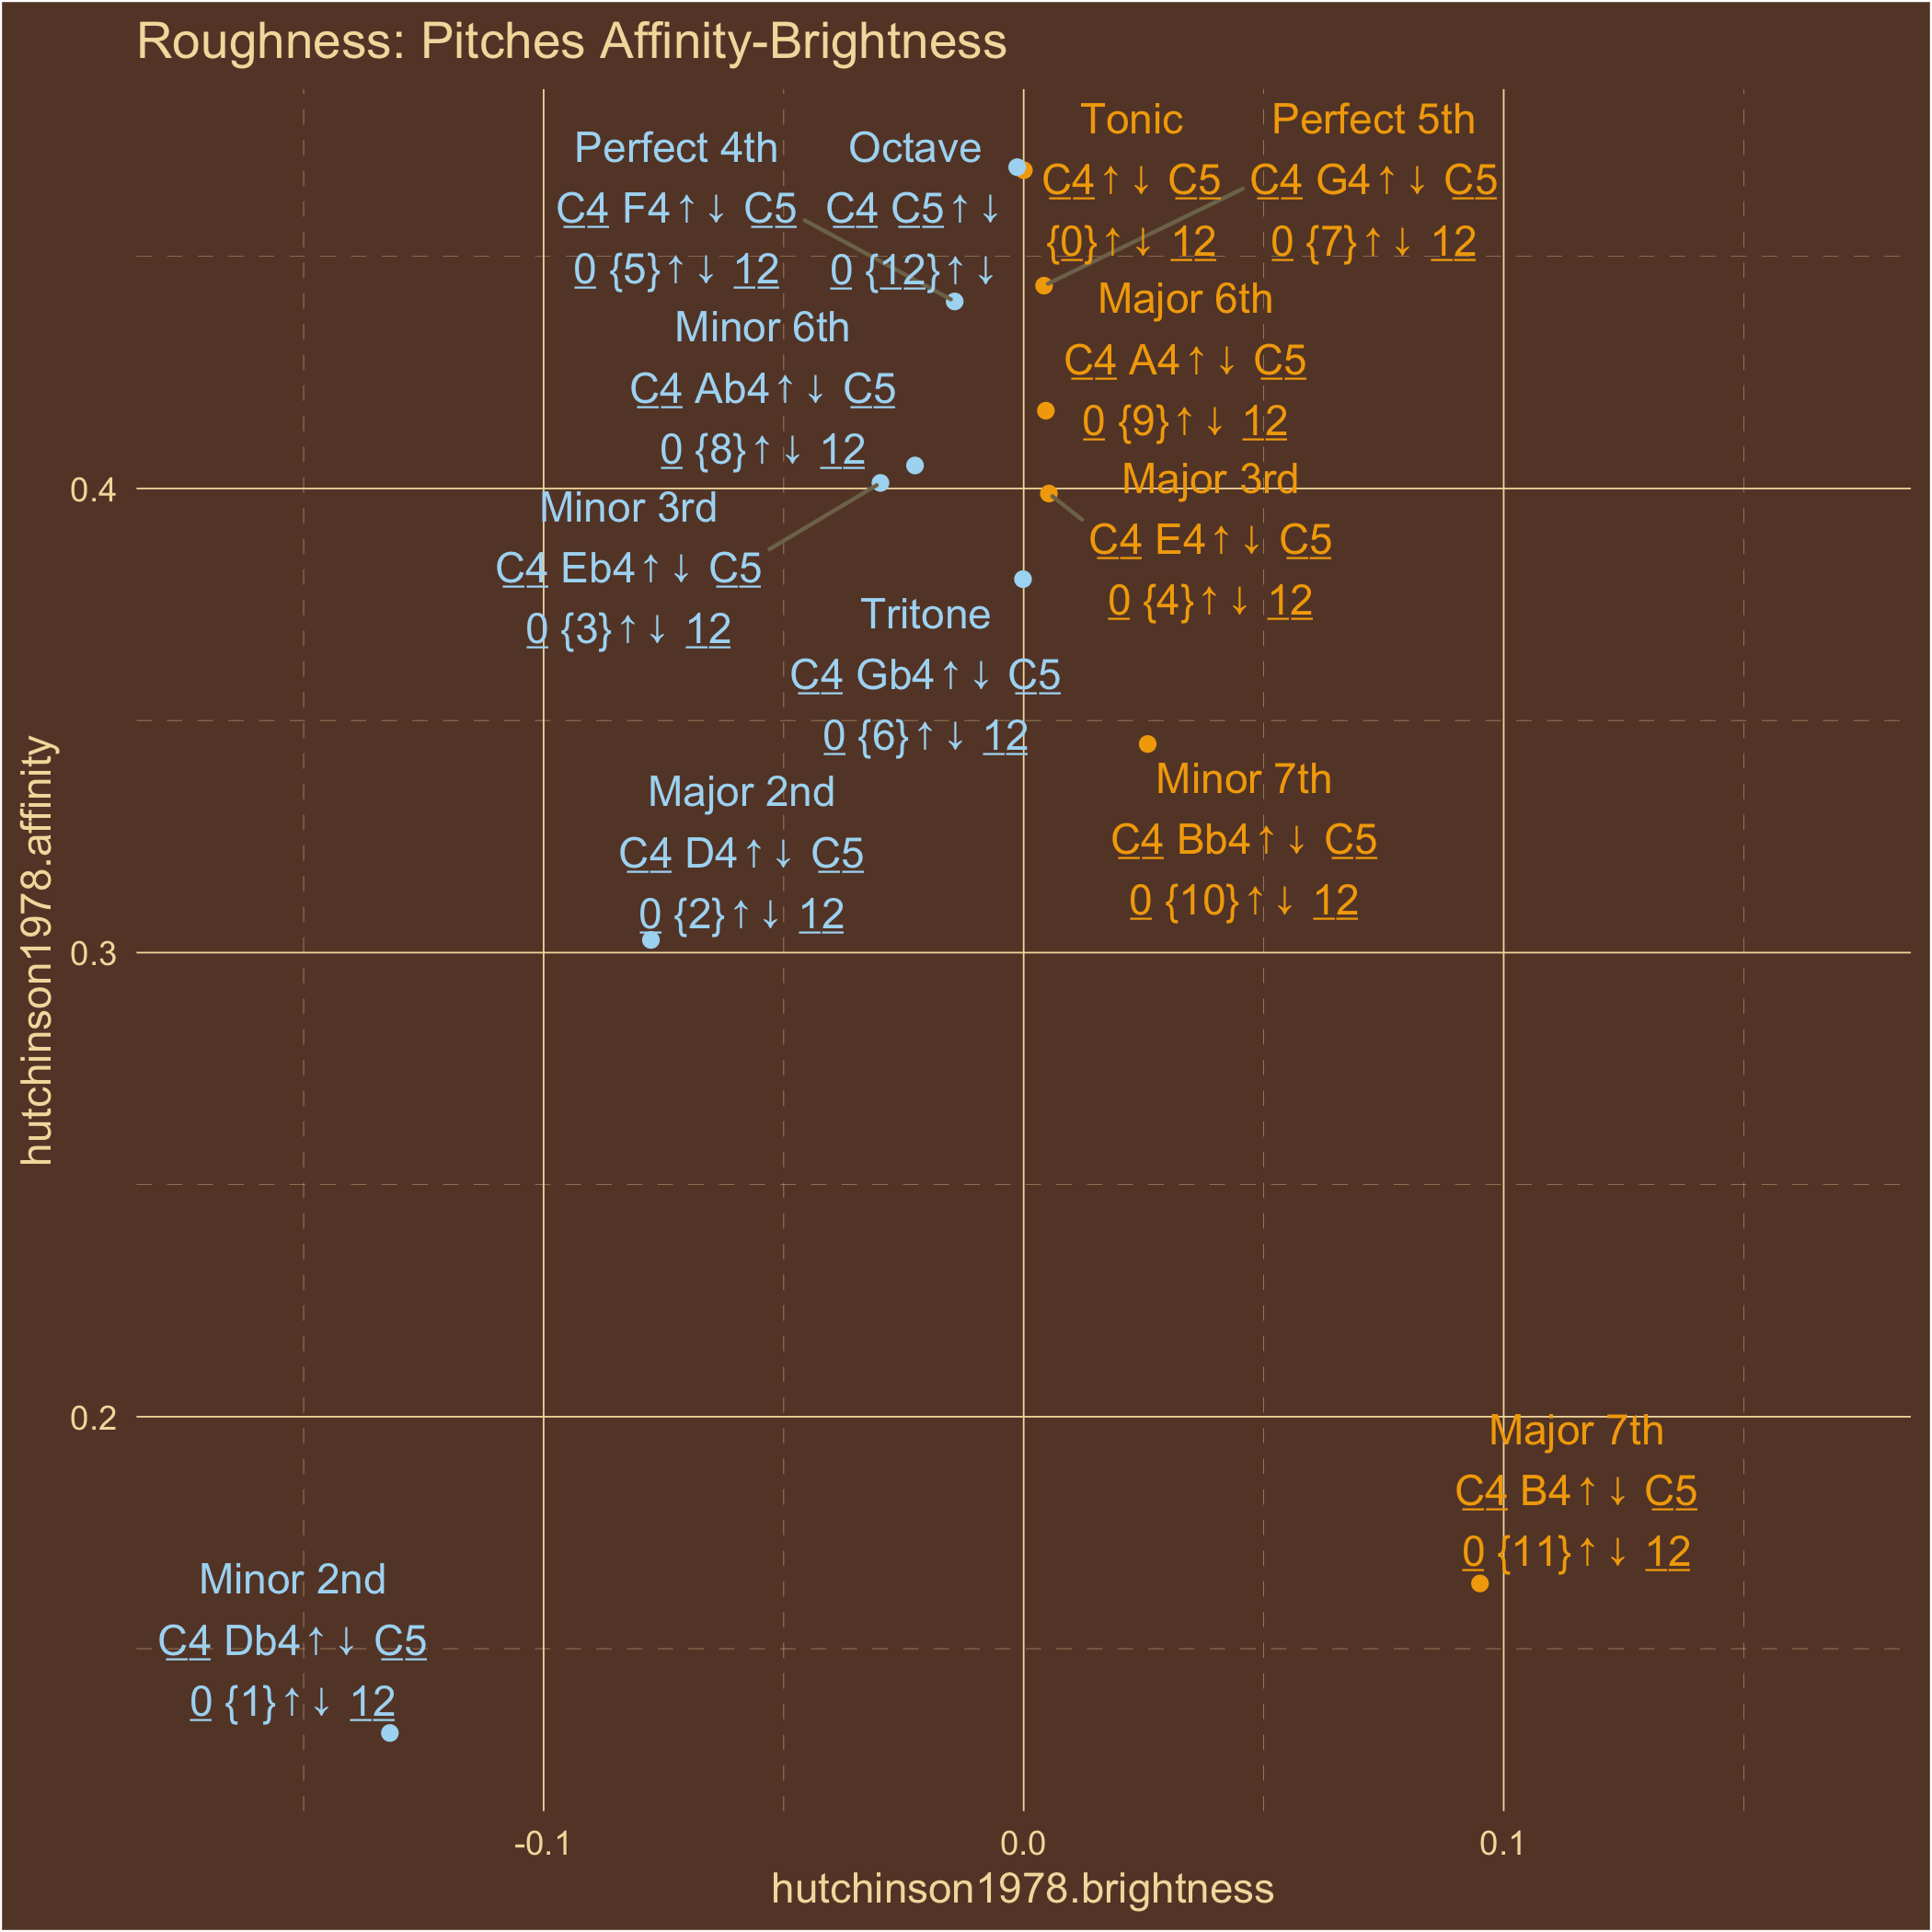 Roughness: Pitches Affinity-Brightness
Perfect 4th
C4 F4↑↓ C5
0 {5}↑↓ 12
Octave
C4 C5↑↓
0 {12}↑↓
Tonic
C4↑↓ C5
{0}↑↓ 12
Perfect 5th
C4 G4↑↓ C5
0 {7}↑↓ 12
Minor 6th
C4 Ab4↑↓ C5
0 {8}↑↓ 12
Major 6th
C4 A4↑↓ C5
0 {9}↑↓ 12
Minor 3rd
C4 Eb4↑↓ C5
0 {3}↑↓ 12
Major 3rd
C4 E4↑↓ C5
0 {4}↑↓ 12
Tritone
C4 Gb4↑↓ C5
0 {6}↑↓ 12
Major 2nd
C4 D4↑↓ C5
0 {2}↑↓ 12
Minor 7th
C4 Bb4↑↓ C5
0 {10}↑↓ 12
Major 7th
C4 B4↑↓ C5
0 {11}↑↓ 12
Minor 2nd
C4 Db4↑↓ C5
0 {1}↑↓ 12
0.4
0.3
0.2
hutchinson1978.affinity
-0.1
0.0
0.1
hutchinson1978.brightness